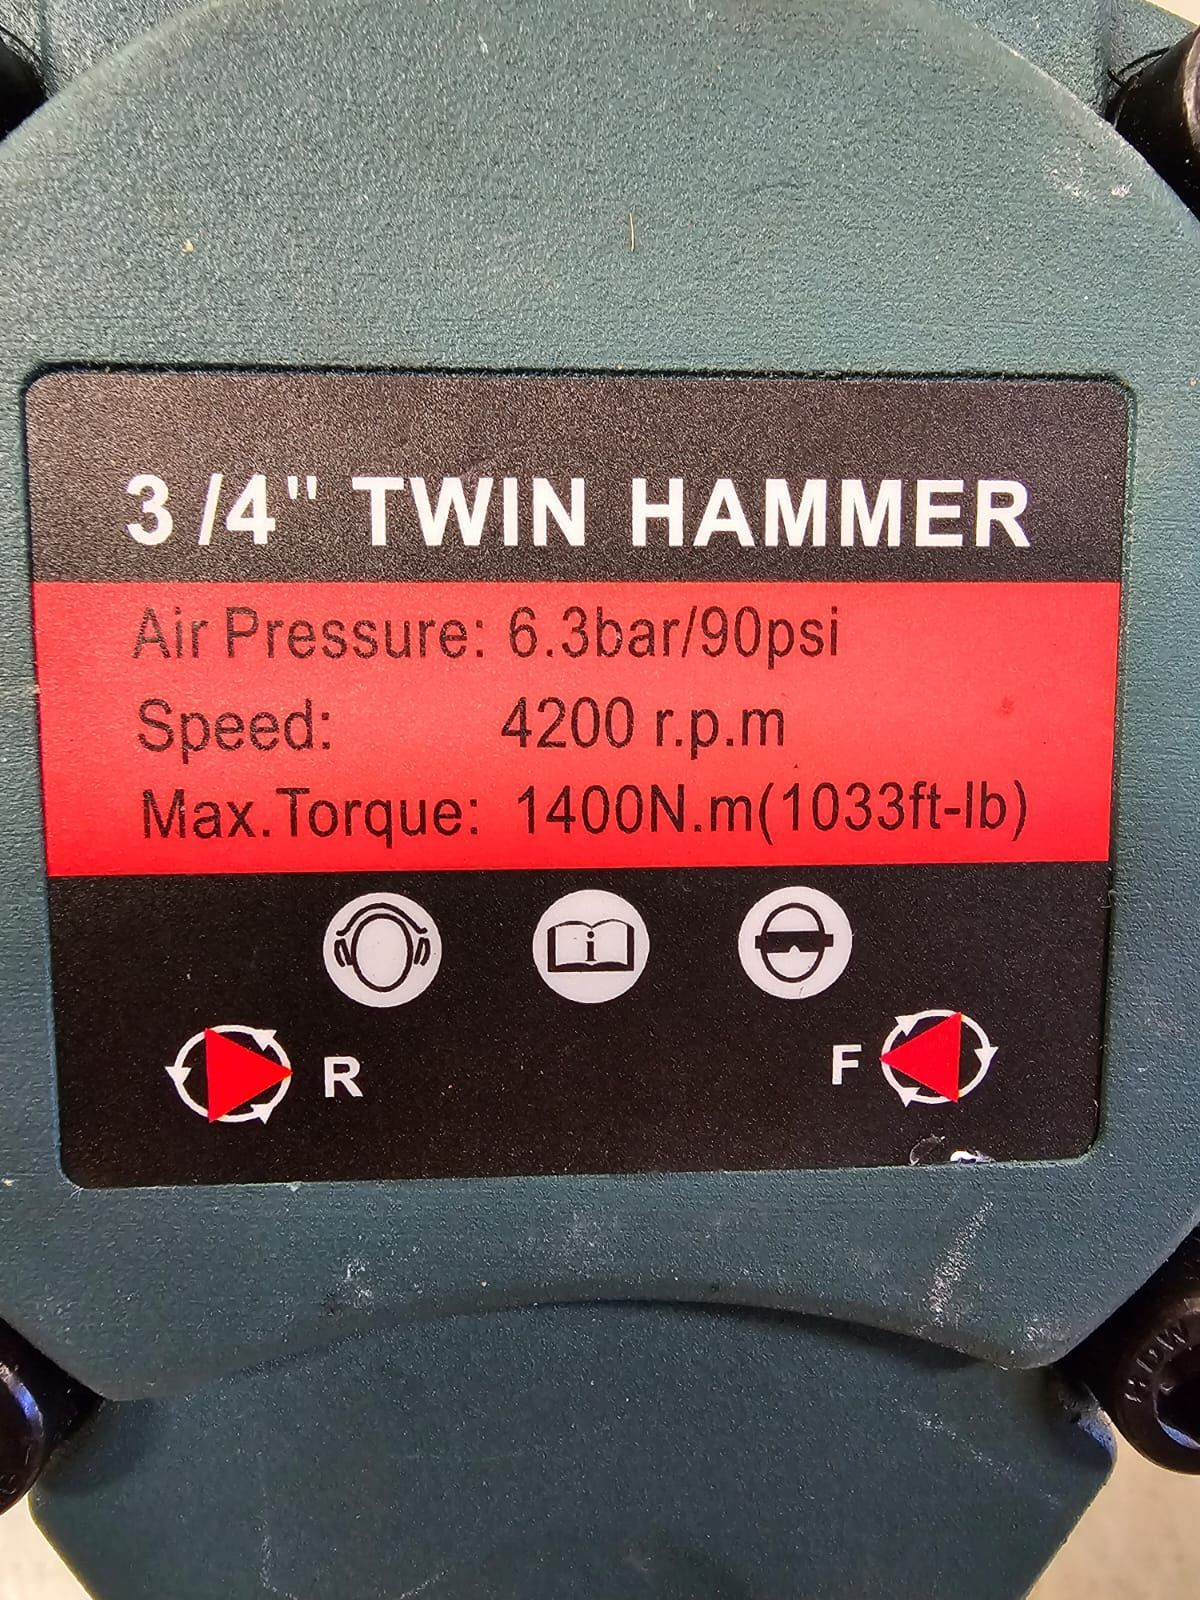 3/4" TWIN HAMMER
Air Pressure: 6.3bar/90psi
Speed: 4200 r.p.m
Max.Torque: 1400N.m(1033ft-lb)
i
R F